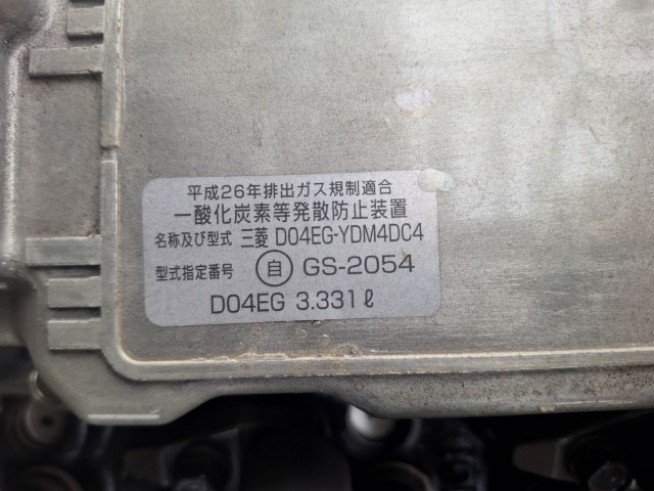 平成26年排出ガス規制適合
一酸化炭素等発散防止装置
名称及び型式 三菱 D04EG-YDM4DC4
型式指定番号 自 GS-2054
D04EG 3.331ℓ